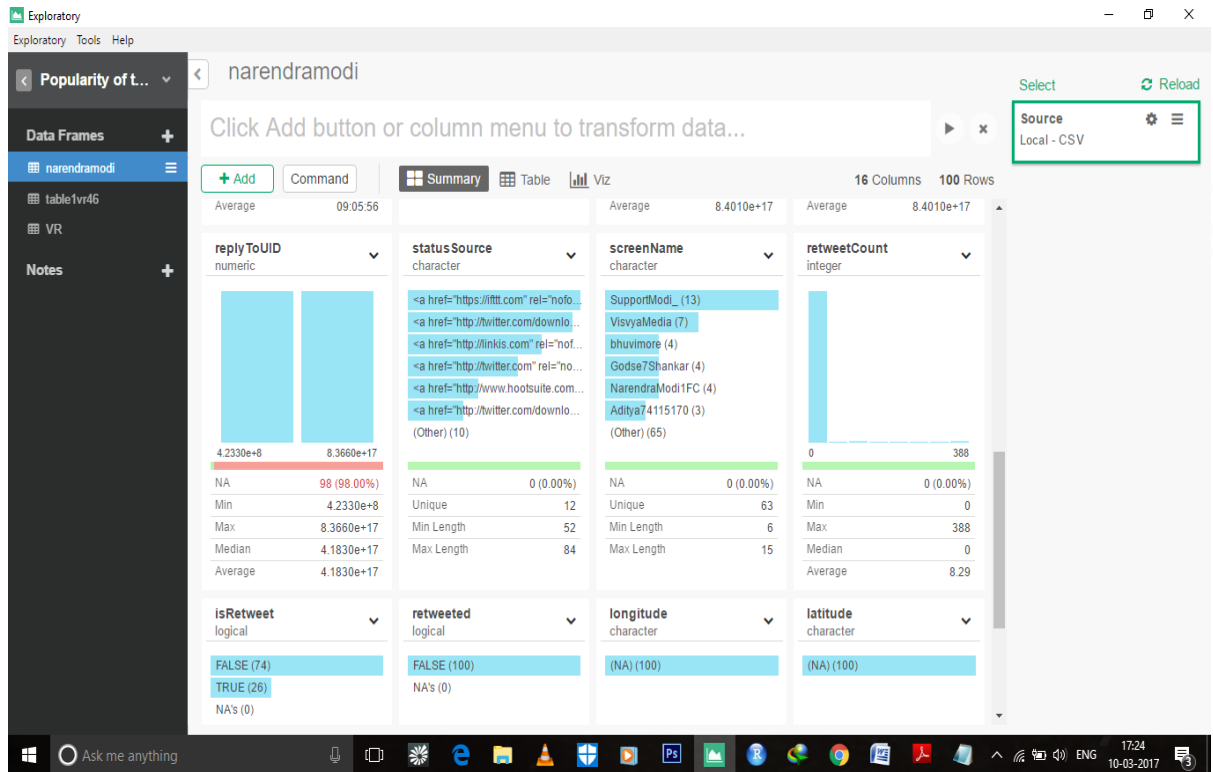 Exploratory
Exploratory Tools Help
Popularity of t...
Data Frames
narendramodi
table1vr46
VR
Notes
narendramodi
Click Add button or column menu to transform data...
Select
Reload
Source
Local - CSV
+ Add
Command
Summary
Table
Viz
16 Columns 100 Rows
Average 09:05:56
Average 8.4010e+17
Average 8.4010e+17
replyToUID
numeric
4.2330e+8 8.3660e+17
NA 98 (98.00%)
Min 4.2330e+8
Max 8.3660e+17
Median 4.1830e+17
Average 4.1830e+17
statusSource
character
<a href="https://ifttt.com" rel="nofo...
<a href="http://twitter.com/downlo...
<a href="http://linkis.com" rel="nof...
<a href="http://twitter.com" rel="no...
<a href="http://www.hootsuite.com...
<a href="http://twitter.com/downlo...
(Other) (10)
NA 0 (0.00%)
Unique 12
Min Length 52
Max Length 84
screenName
character
SupportModi_ (13)
VisvyaMedia (7)
bhuvimore (4)
Godse7Shankar (4)
NarendraModi1FC (4)
Aditya74115170 (3)
(Other) (65)
NA 0 (0.00%)
Unique 63
Min Length 6
Max Length 15
retweetCount
integer
0 388
NA 0 (0.00%)
Min 0
Max 388
Median 0
Average 8.29
isRetweet
logical
FALSE (74)
TRUE (26)
NA's (0)
retweeted
logical
FALSE (100)
NA's (0)
longitude
character
(NA) (100)
latitude
character
(NA) (100)
Ask me anything
Ps
R
ENG
17:24
10-03-2017
3